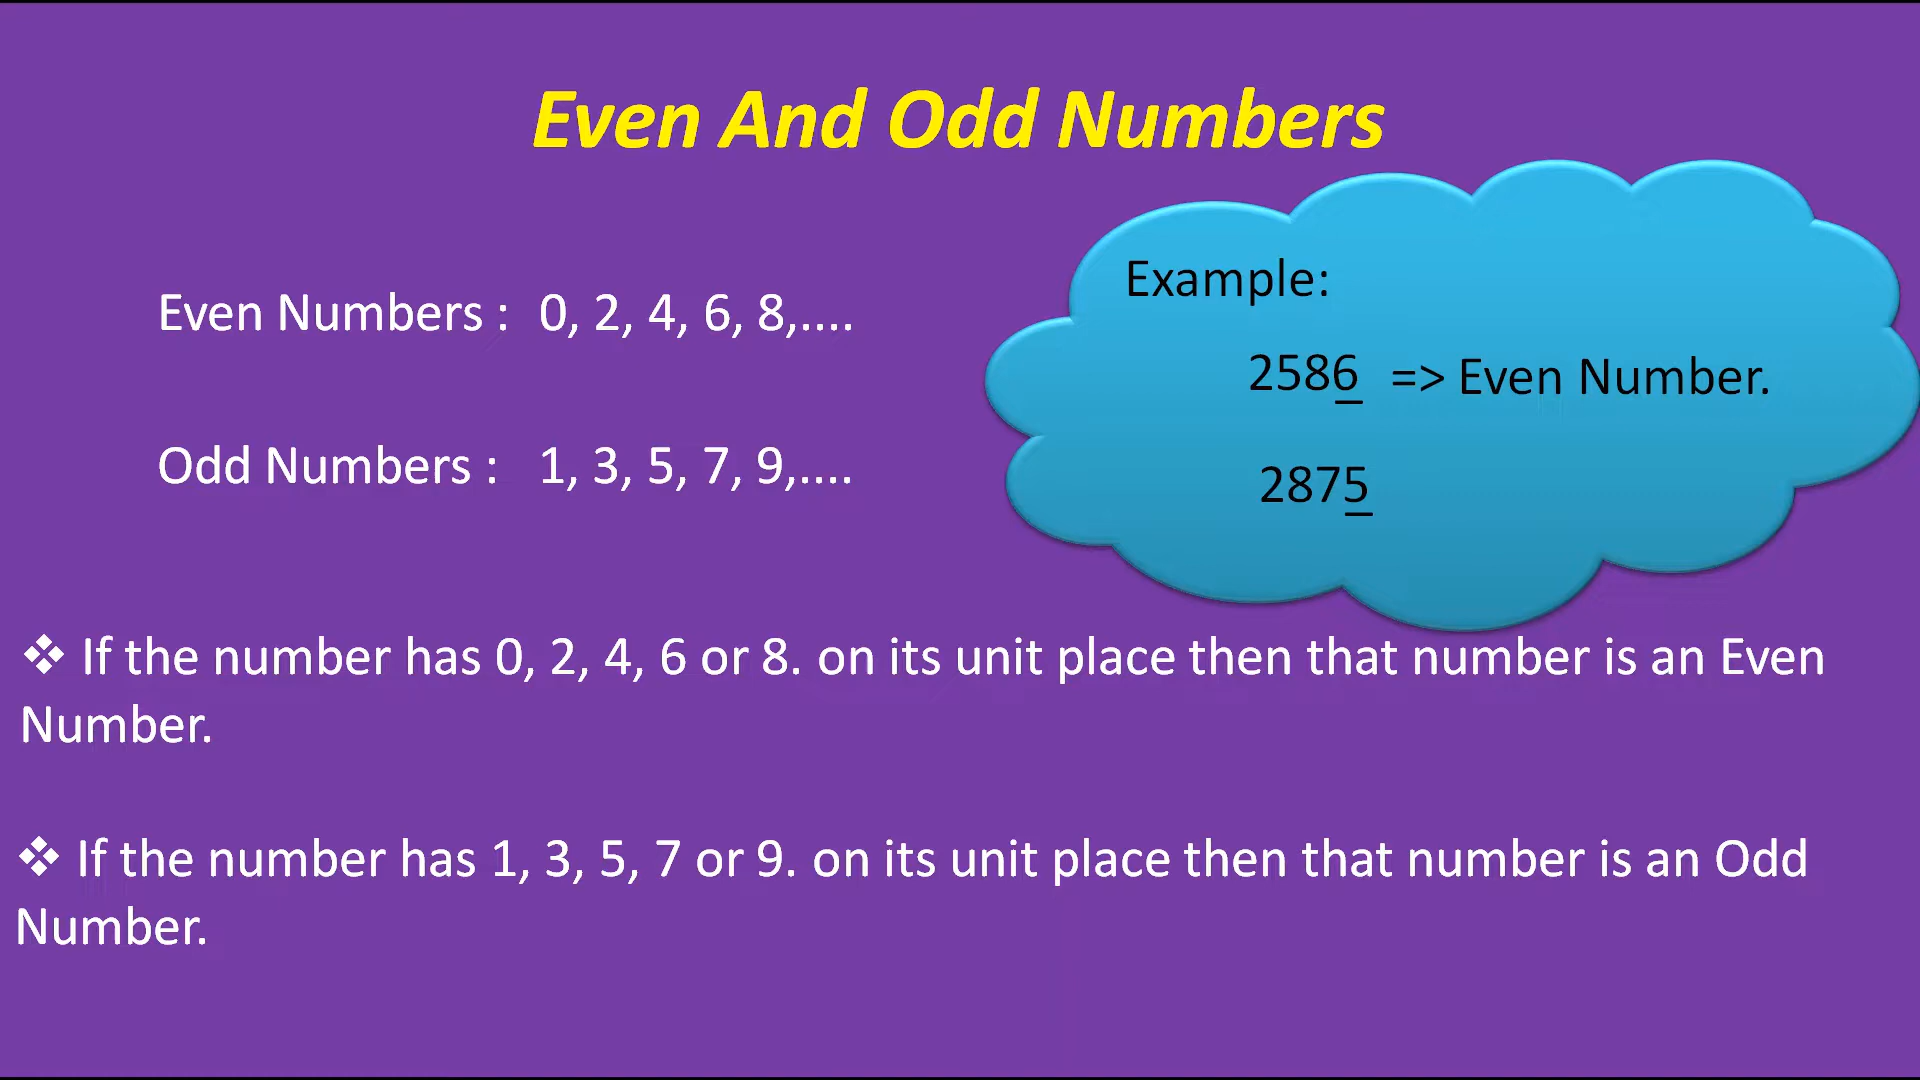 Even And Odd Numbers
Even Numbers : 0, 2, 4, 6, 8,....
Odd Numbers : 1, 3, 5, 7, 9,....
Example:
2586 => Even Number.
2875
❖ If the number has 0, 2, 4, 6 or 8. on its unit place then that number is an Even
Number.
❖ If the number has 1, 3, 5, 7 or 9. on its unit place then that number is an Odd
Number.